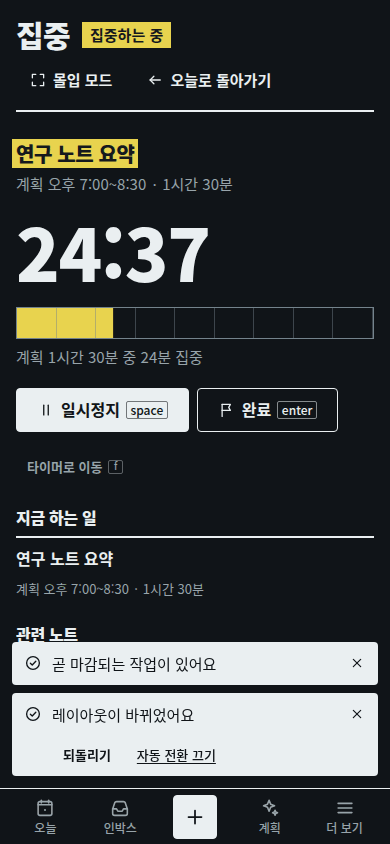 집중 집중하는 중
몰입 모드 오늘로 돌아가기
연구 노트 요약
계획 오후 7:00~8:30 · 1시간 30분
24:37
계획 1시간 30분 중 24분 집중
일시정지 space 완료 enter
타이머로 이동 f
지금 하는 일
연구 노트 요약
계획 오후 7:00~8:30 · 1시간 30분
관련 노트
곧 마감되는 작업이 있어요
레이아웃이 바뀌었어요
되돌리기 자동 전환 끄기
오늘 인박스 계획 더 보기